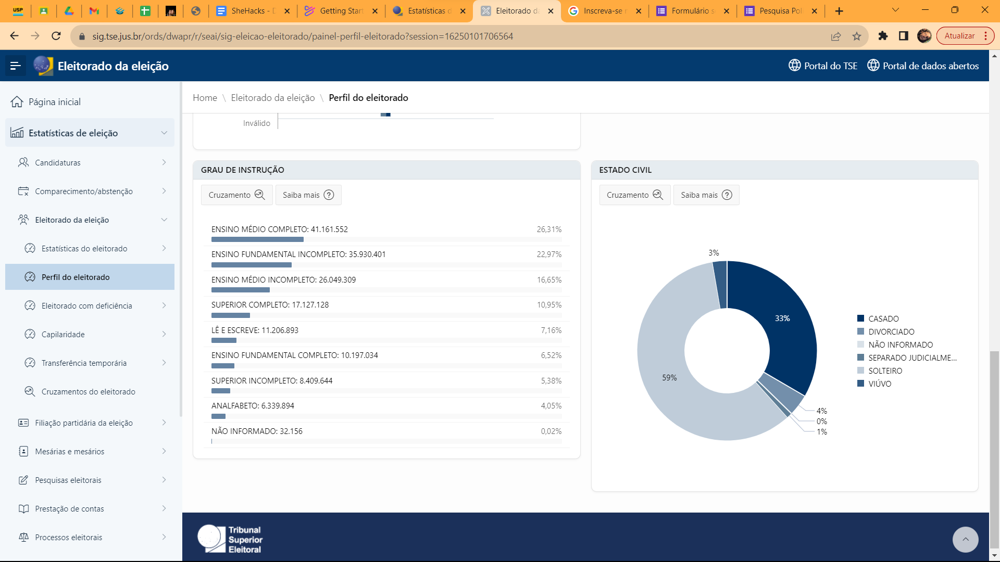 USP
SheHacks - D
Getting Start
Estatísticas d
Eleitorado da
Inscreva-se n
Formulário s
Pesquisa Poli
sig.tse.jus.br/ords/dwapr/r/seai/sig-eleicao-eleitorado/painel-perfil-eleitorado?session=16250101706564
Atualizar
Eleitorado da eleição
Portal do TSE
Portal de dados abertos
Página inicial
Estatísticas de eleição
Candidaturas
Comparecimento/abstenção
Eleitorado da eleição
Estatísticas do eleitorado
Perfil do eleitorado
Eleitorado com deficiência
Capilaridade
Transferência temporária
Cruzamentos do eleitorado
Filiação partidária da eleição
Mesárias e mesários
Pesquisas eleitorais
Prestação de contas
Processos eleitorais
Home \ Eleitorado da eleição \ Perfil do eleitorado
Inválido
GRAU DE INSTRUÇÃO
Cruzamento
Saiba mais
ENSINO MÉDIO COMPLETO: 41.161.552 26,31%
ENSINO FUNDAMENTAL INCOMPLETO: 35.930.401 22,97%
ENSINO MÉDIO INCOMPLETO: 26.049.309 16,65%
SUPERIOR COMPLETO: 17.127.128 10,95%
LÊ E ESCREVE: 11.206.893 7,16%
ENSINO FUNDAMENTAL COMPLETO: 10.197.034 6,52%
SUPERIOR INCOMPLETO: 8.409.644 5,38%
ANALFABETO: 6.339.894 4,05%
NÃO INFORMADO: 32.156 0,02%
ESTADO CIVIL
Cruzamento
Saiba mais
3%
33%
59%
4%
0%
1%
CASADO
DIVORCIADO
NÃO INFORMADO
SEPARADO JUDICIALME...
SOLTEIRO
VIÚVO
Tribunal
Superior
Eleitoral